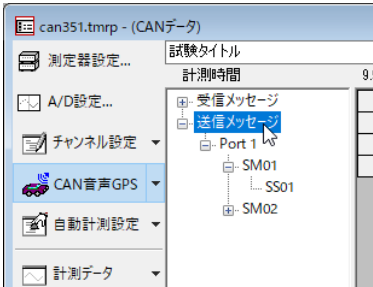 can351.tmrp - (CANデータ)
測定器設定...
A/D設定...
チャンネル設定
CAN音声GPS
自動計測設定
計測データ
試験タイトル
計測時間
9.
受信メッセージ
送信メッセージ
Port 1
SM01
SS01
SM02